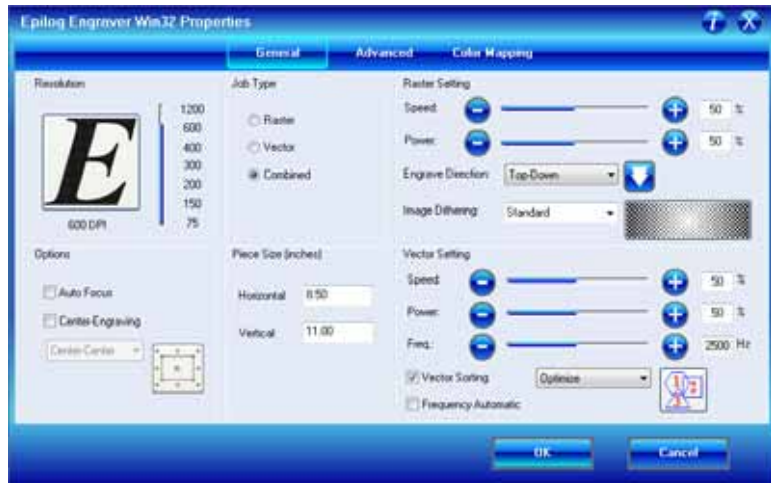 Epilog Engraver Win32 Properties
General Advanced Color Mapping
Resolution
E
1200
600
400
300
200
150
75
600 DPI
Job Type
Raster
Vector
Combined
Raster Setting
Speed: 50 %
Power: 50 %
Engrave Direction: Top-Down
Image Dithering: Standard
Options
Auto Focus
Center-Engraving
Center-Center
Piece Size (inches)
Horizontal 8.50
Vertical 11.00
Vector Setting
Speed: 50 %
Power: 50 %
Freq.: 2500 Hz
Vector Sorting Optimize
Frequency Automatic
OK Cancel